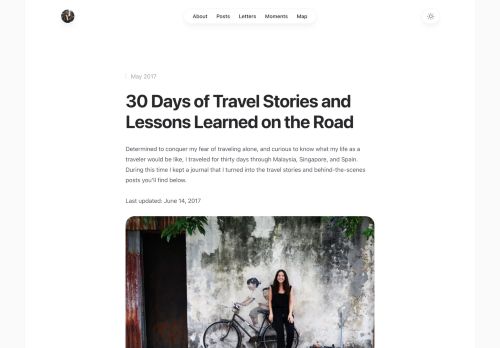 About Posts Letters Moments Map
May 2017
30 Days of Travel Stories and
Lessons Learned on the Road
Determined to conquer my fear of traveling alone, and curious to know what my life as a
traveler would be like, I traveled for thirty days through Malaysia, Singapore, and Spain.
During this time I kept a journal that I turned into the travel stories and behind-the-scenes
posts you'll find below.
Last updated: June 14, 2017